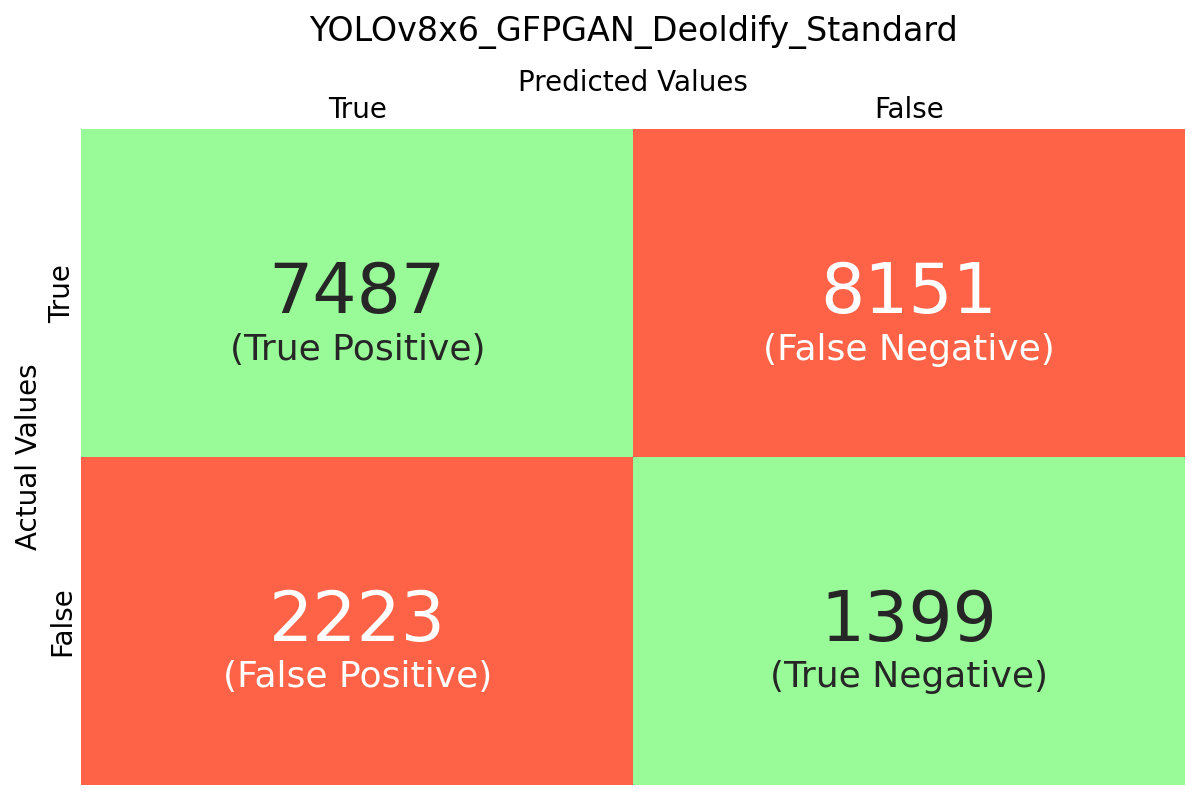 YOLOv8x6_GFPGAN_Deoldify_Standard
Predicted Values
True
False
Actual Values
True
7487
(True Positive)
8151
(False Negative)
False
2223
(False Positive)
1399
(True Negative)